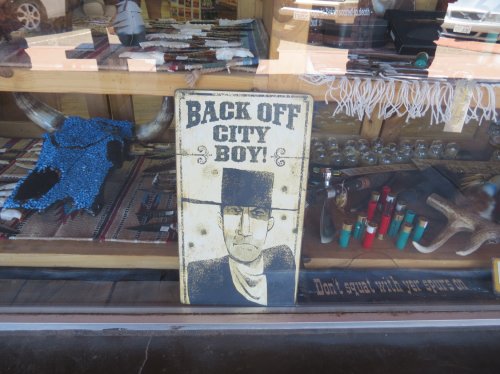 BACK OFF
CITY
BOY!
Don't squat with yer spurs on